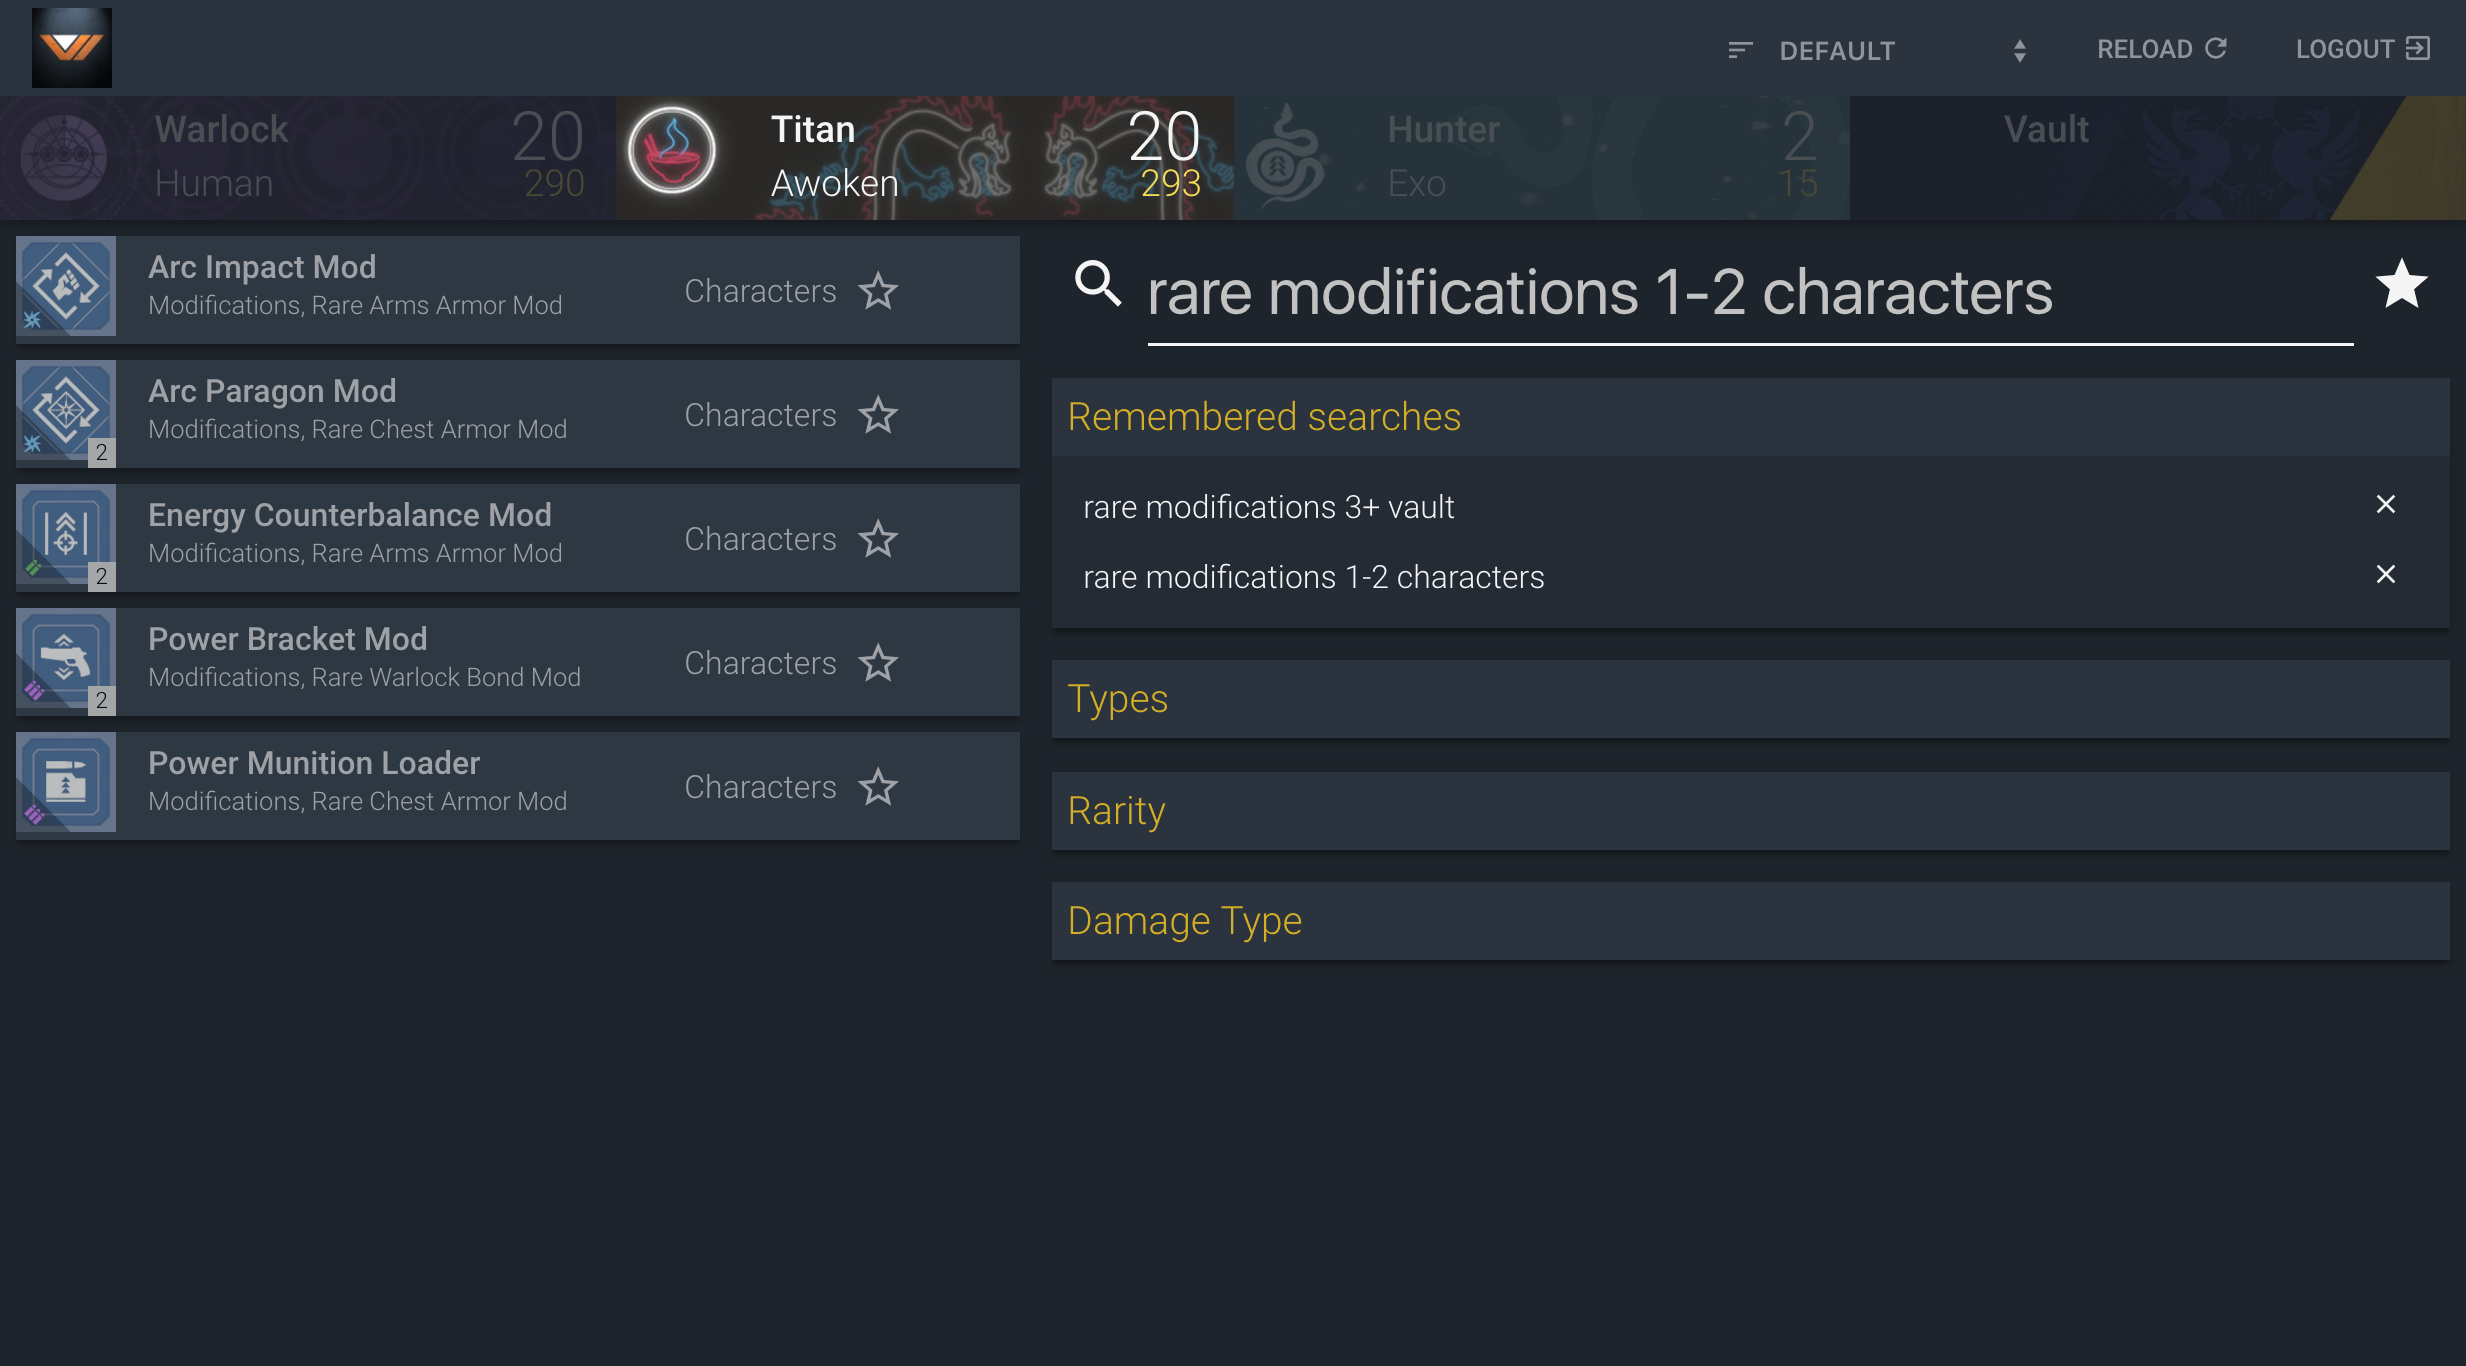 DEFAULT
RELOAD
LOGOUT
Warlock
20
Human
290
Titan
20
Awoken
293
Hunter
2
Exo
15
Vault
Arc Impact Mod
Modifications, Rare Arms Armor Mod
Characters
Arc Paragon Mod
Modifications, Rare Chest Armor Mod
Characters
2
Energy Counterbalance Mod
Modifications, Rare Arms Armor Mod
Characters
2
Power Bracket Mod
Modifications, Rare Warlock Bond Mod
Characters
2
Power Munition Loader
Modifications, Rare Chest Armor Mod
Characters
rare modifications 1-2 characters
Remembered searches
rare modifications 3+ vault
rare modifications 1-2 characters
Types
Rarity
Damage Type